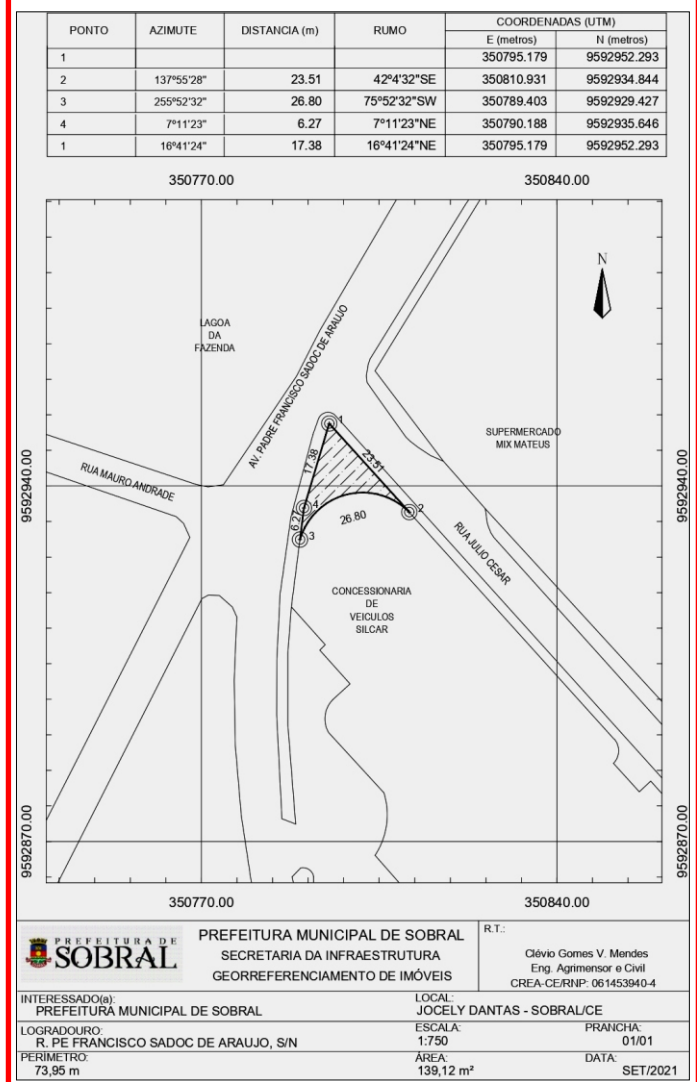 PONTO AZIMUTE DISTANCIA (m) RUMO COORDENADAS (UTM)
E (metros) N (metros)
1 350795.179 9592952.293
2 137º55'28" 23.51 42º4'32"SE 350810.931 9592934.844
3 255º52'32" 26.80 75º52'32"SW 350789.403 9592929.427
4 7º11'23" 6.27 7º11'23"NE 350790.188 9592935.646
1 16º41'24" 17.38 16º41'24"NE 350795.179 9592952.293
350770.00 350840.00
N
LAGOA
DA
FAZENDA
AV. PADRE FRANCISCO SADOC DE ARAUJO
1
SUPERMERCADO
MIX MATEUS
9592940.00
RUA MAURO ANDRADE
17.38
23.51
9592940.00
4
2
6.27
26.80
3
RUA JULIO CESAR
CONCESSIONARIA
DE
VEICULOS
SILCAR
9592870.00
9592870.00
350770.00 350840.00
PREFEITURA DE
SOBRAL
PREFEITURA MUNICIPAL DE SOBRAL
SECRETARIA DA INFRAESTRUTURA
GEORREFERENCIAMENTO DE IMÓVEIS
R.T.:
Clévio Gomes V. Mendes
Eng. Agrimensor e Civil
CREA-CE/RNP: 061453940-4
INTERESSADO(a):
PREFEITURA MUNICIPAL DE SOBRAL
LOCAL:
JOCELY DANTAS - SOBRAL/CE
LOGRADOURO:
R. PE FRANCISCO SADOC DE ARAUJO, S/N
ESCALA:
1:750
PRANCHA:
01/01
PERÍMETRO:
73,95 m
ÁREA:
139,12 m²
DATA:
SET/2021